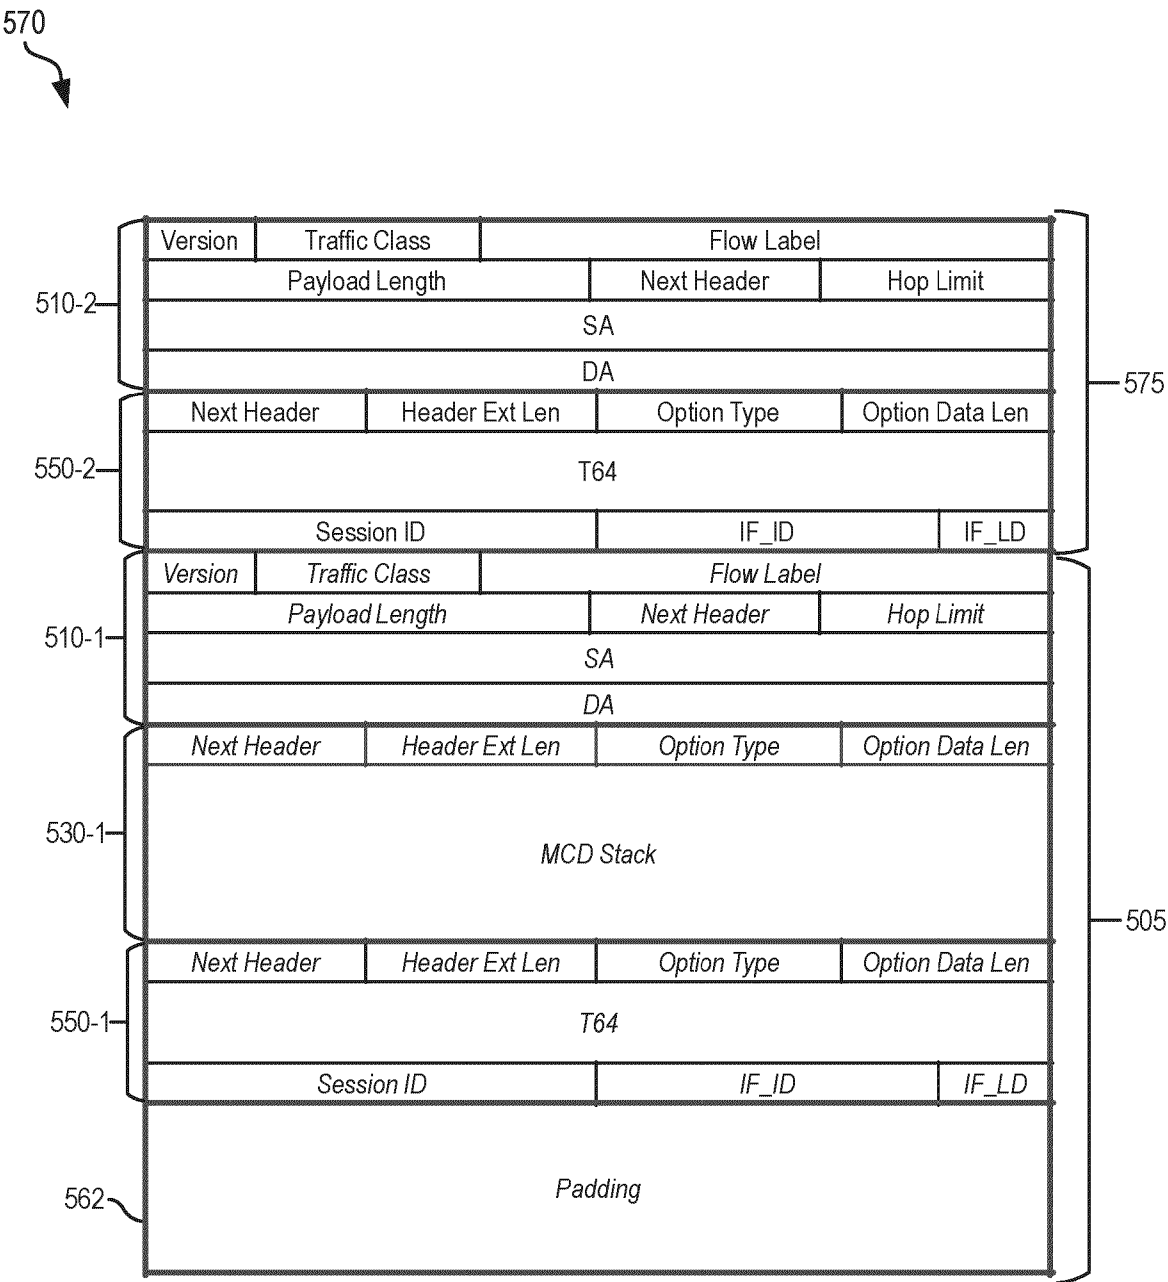 570
Version Traffic Class Flow Label
Payload Length Next Header Hop Limit
510-2
SA
DA
575
Next Header Header Ext Len Option Type Option Data Len
550-2
T64
Session ID IF_ID IF_LD
Version Traffic Class Flow Label
Payload Length Next Header Hop Limit
510-1
SA
DA
Next Header Header Ext Len Option Type Option Data Len
530-1
MCD Stack
505
Next Header Header Ext Len Option Type Option Data Len
550-1
T64
Session ID IF_ID IF_LD
Padding
562